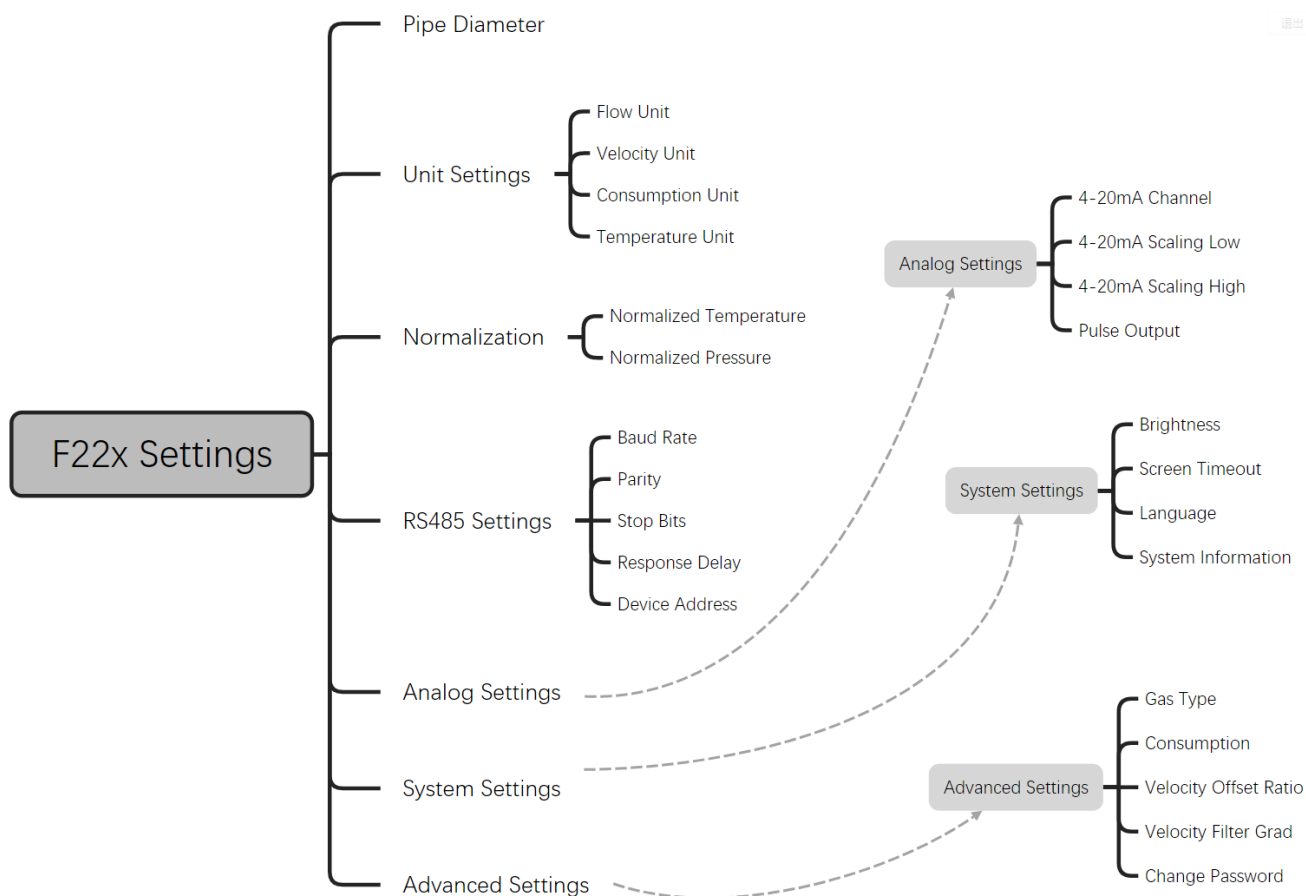 退出
Pipe Diameter
Unit Settings
Flow Unit
Velocity Unit
Consumption Unit
Temperature Unit
Normalization
Normalized Temperature
Normalized Pressure
F22x Settings
RS485 Settings
Baud Rate
Parity
Stop Bits
Response Delay
Device Address
Analog Settings
System Settings
Advanced Settings
Analog Settings
4-20mA Channel
4-20mA Scaling Low
4-20mA Scaling High
Pulse Output
System Settings
Brightness
Screen Timeout
Language
System Information
Advanced Settings
Gas Type
Consumption
Velocity Offset Ratio
Velocity Filter Grad
Change Password